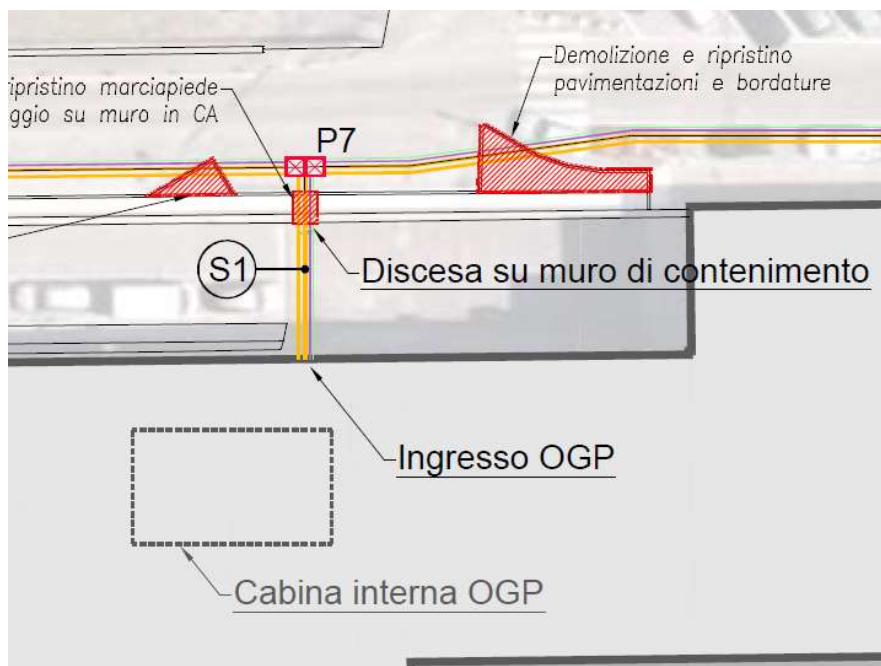 Demolizione e ripristino
pavimentazioni e bordature
ripristino marciapiede
su muro in CA
P7
S1
Discesa su muro di contenimento
Ingresso OGP
Cabina interna OGP